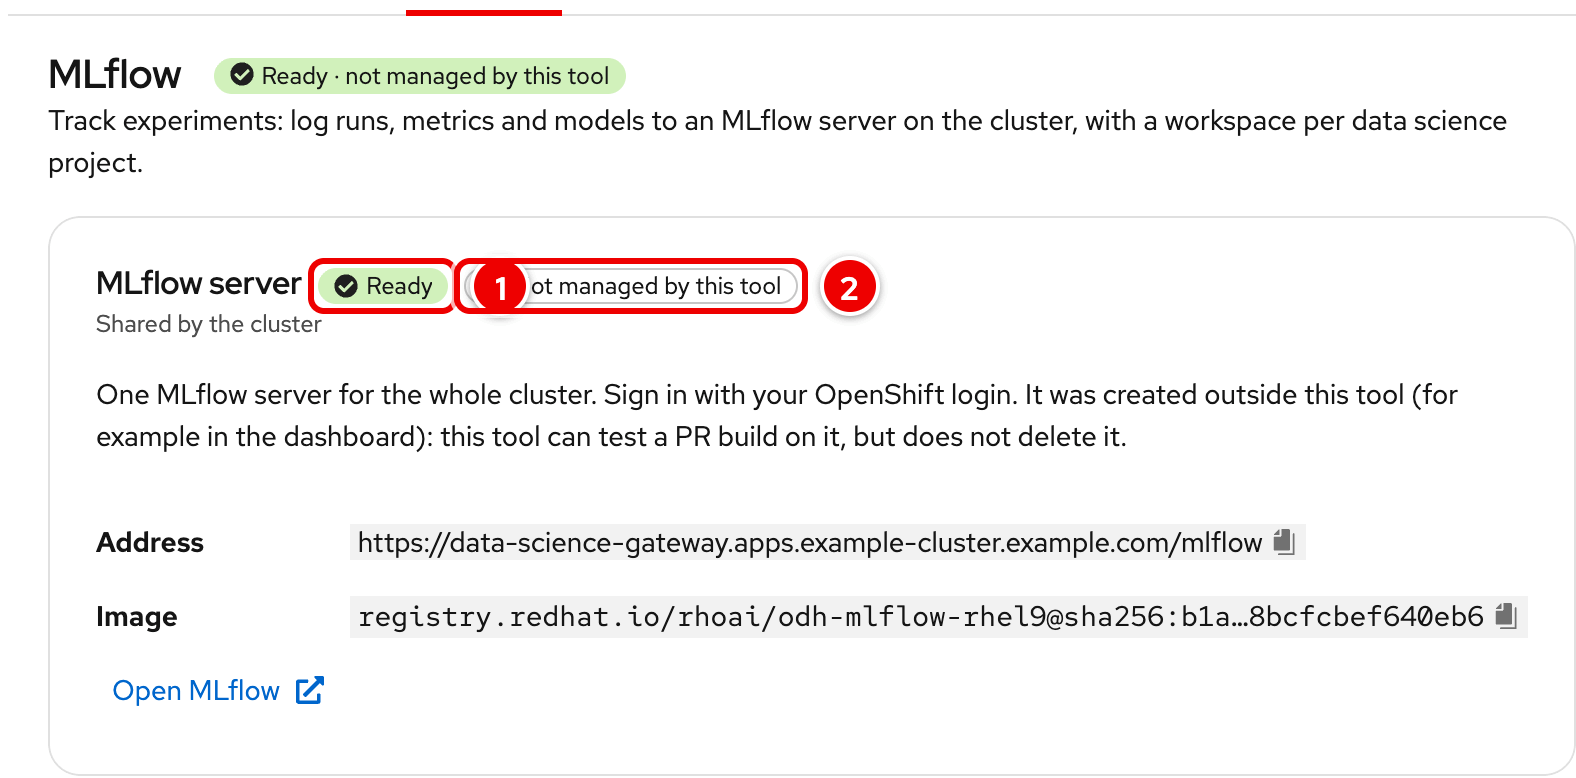 MLflow
Ready · not managed by this tool
Track experiments: log runs, metrics and models to an MLflow server on the cluster, with a workspace per data science
project.
MLflow server
Ready
1
ot managed by this tool
2
Shared by the cluster
One MLflow server for the whole cluster. Sign in with your OpenShift login. It was created outside this tool (for
example in the dashboard): this tool can test a PR build on it, but does not delete it.
Address
https://data-science-gateway.apps.example-cluster.example.com/mlflow
Image
registry.redhat.io/rhoai/odh-mlflow-rhel9@sha256:b1a…8bcfcbef640eb6
Open MLflow